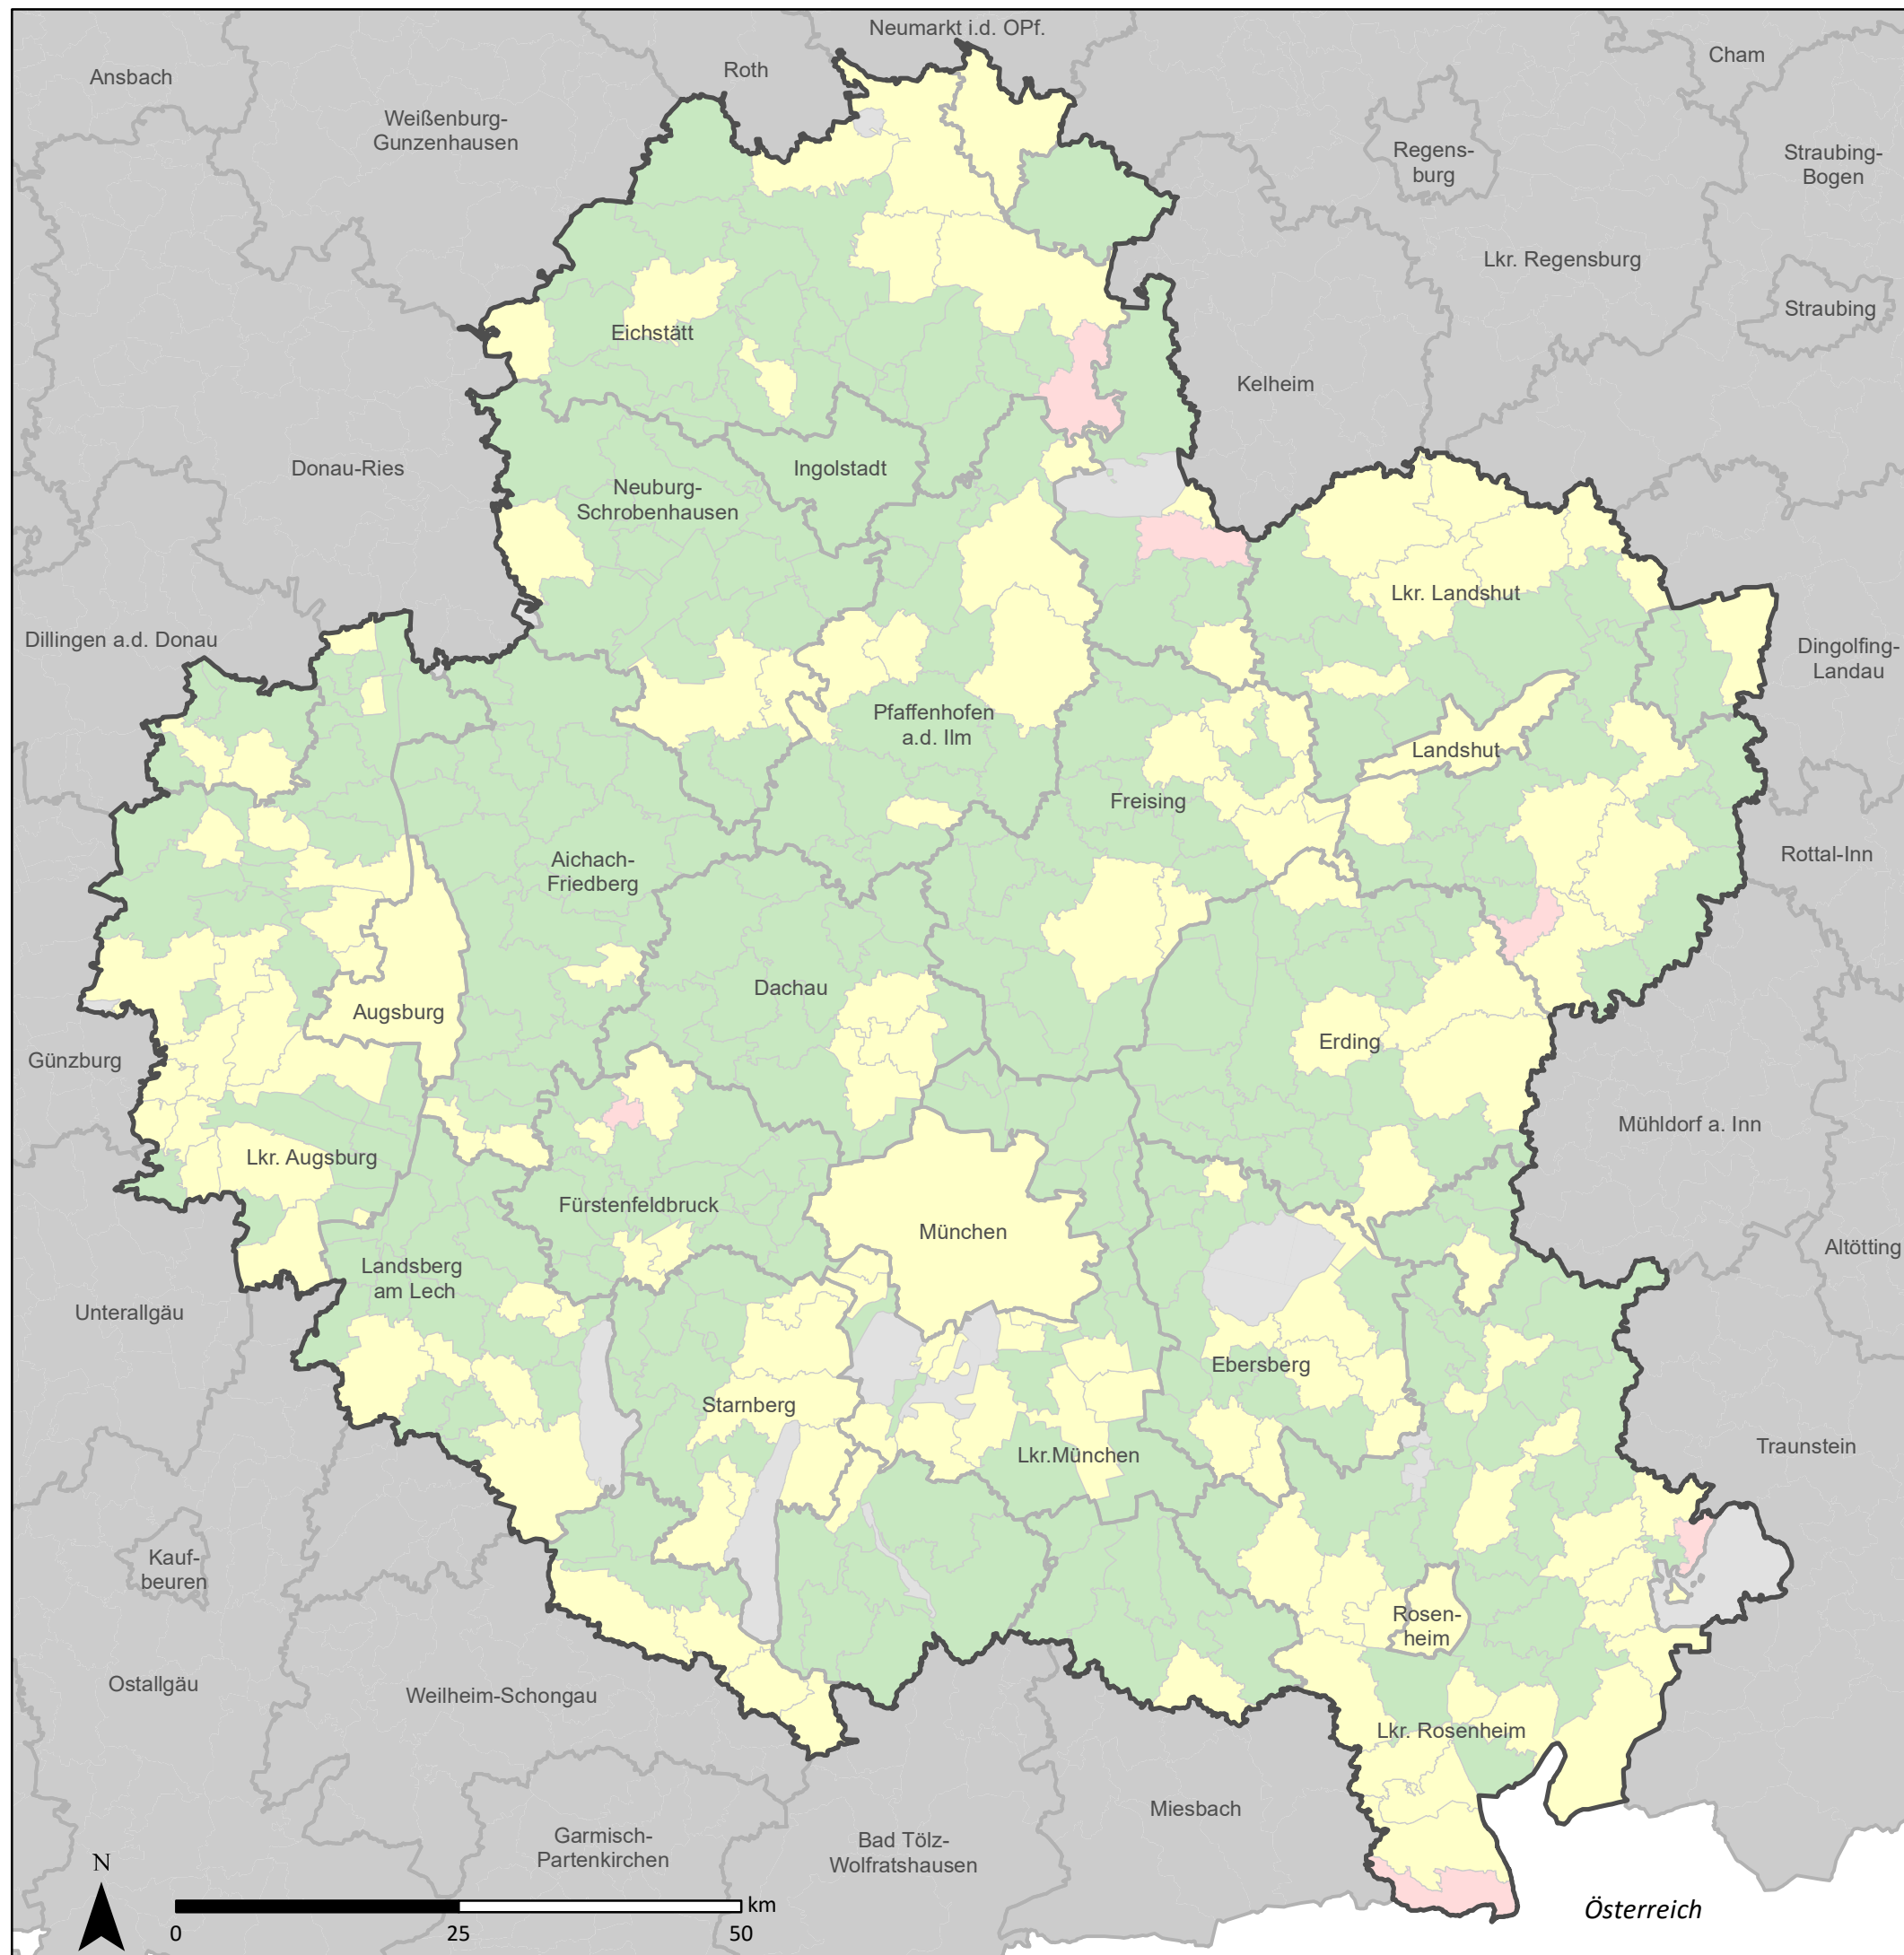 Neumarkt i.d. OPf.
Cham
Roth
Ansbach
Weißenburg-
Gunzenhausen
Regens-
burg
Straubing-
Bogen
Lkr. Regensburg
Straubing
Eichstätt
Kelheim
Donau-Ries
Ingolstadt
Neuburg-
Schrobenhausen
Lkr. Landshut
Dillingen a.d. Donau
Dingolfing-
Landau
Pfaffenhofen
a.d. Ilm
Landshut
Freising
Aichach-
Friedberg
Rottal-Inn
Dachau
Augsburg
Erding
Günzburg
Mühldorf a. Inn
Lkr. Augsburg
Fürstenfeldbruck
München
Altötting
Landsberg
am Lech
Unterallgäu
Ebersberg
Starnberg
Lkr.München
Traunstein
Kauf-
beuren
Rosen-
heim
Ostallgäu
Weilheim-Schongau
Lkr. Rosenheim
Miesbach
Garmisch-
Partenkirchen
Bad Tölz-
Wolfratshausen
N
km
0
25
50
Österreich